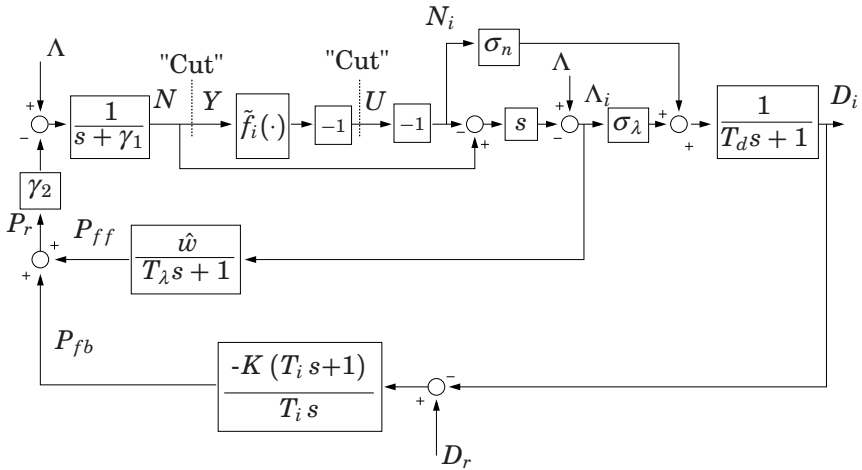 N_i
σ_n
Λ
"Cut"
"Cut"
Λ
Λ_i
D_i
+
−
1
s + γ_1
N
Y
f̃_i(·)
-1
U
-1
−
+
s
+
−
σ_λ
+
+
1
T_d s + 1
γ_2
P_r
P_ff
+
+
ŵ
T_λ s + 1
P_fb
-K (T_i s+1)
T_i s
−
+
D_r